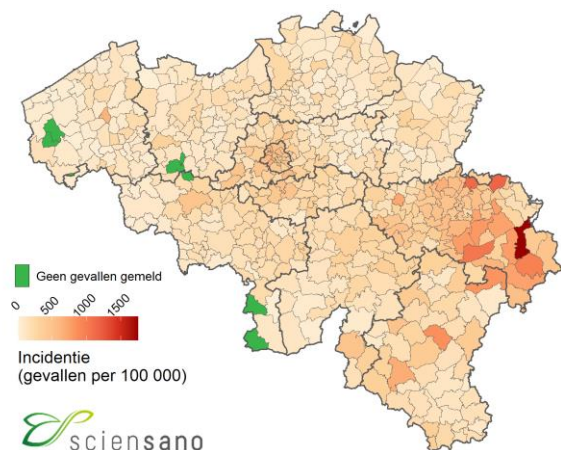 Geen gevallen gemeld
0 500 1000 1500
Incidentie
(gevallen per 100 000)
sciensano